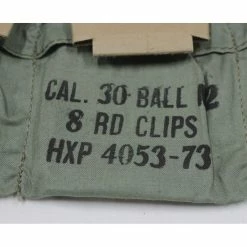 CAL. 30 BALL M2
8 RD CLIPS
HXP 4053-73